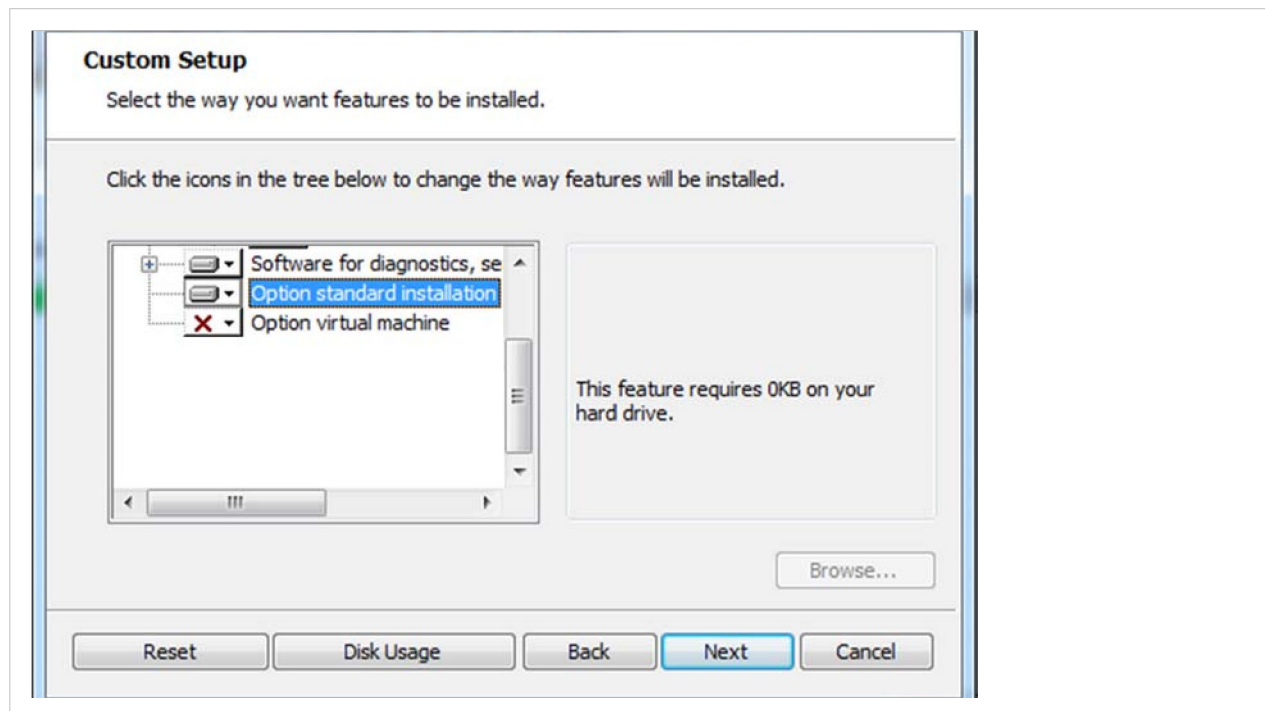 Custom Setup
Select the way you want features to be installed.
Click the icons in the tree below to change the way features will be installed.
Software for diagnostics, se
Option standard installation
Option virtual machine
This feature requires 0KB on your
hard drive.
Browse...
Reset Disk Usage Back Next Cancel